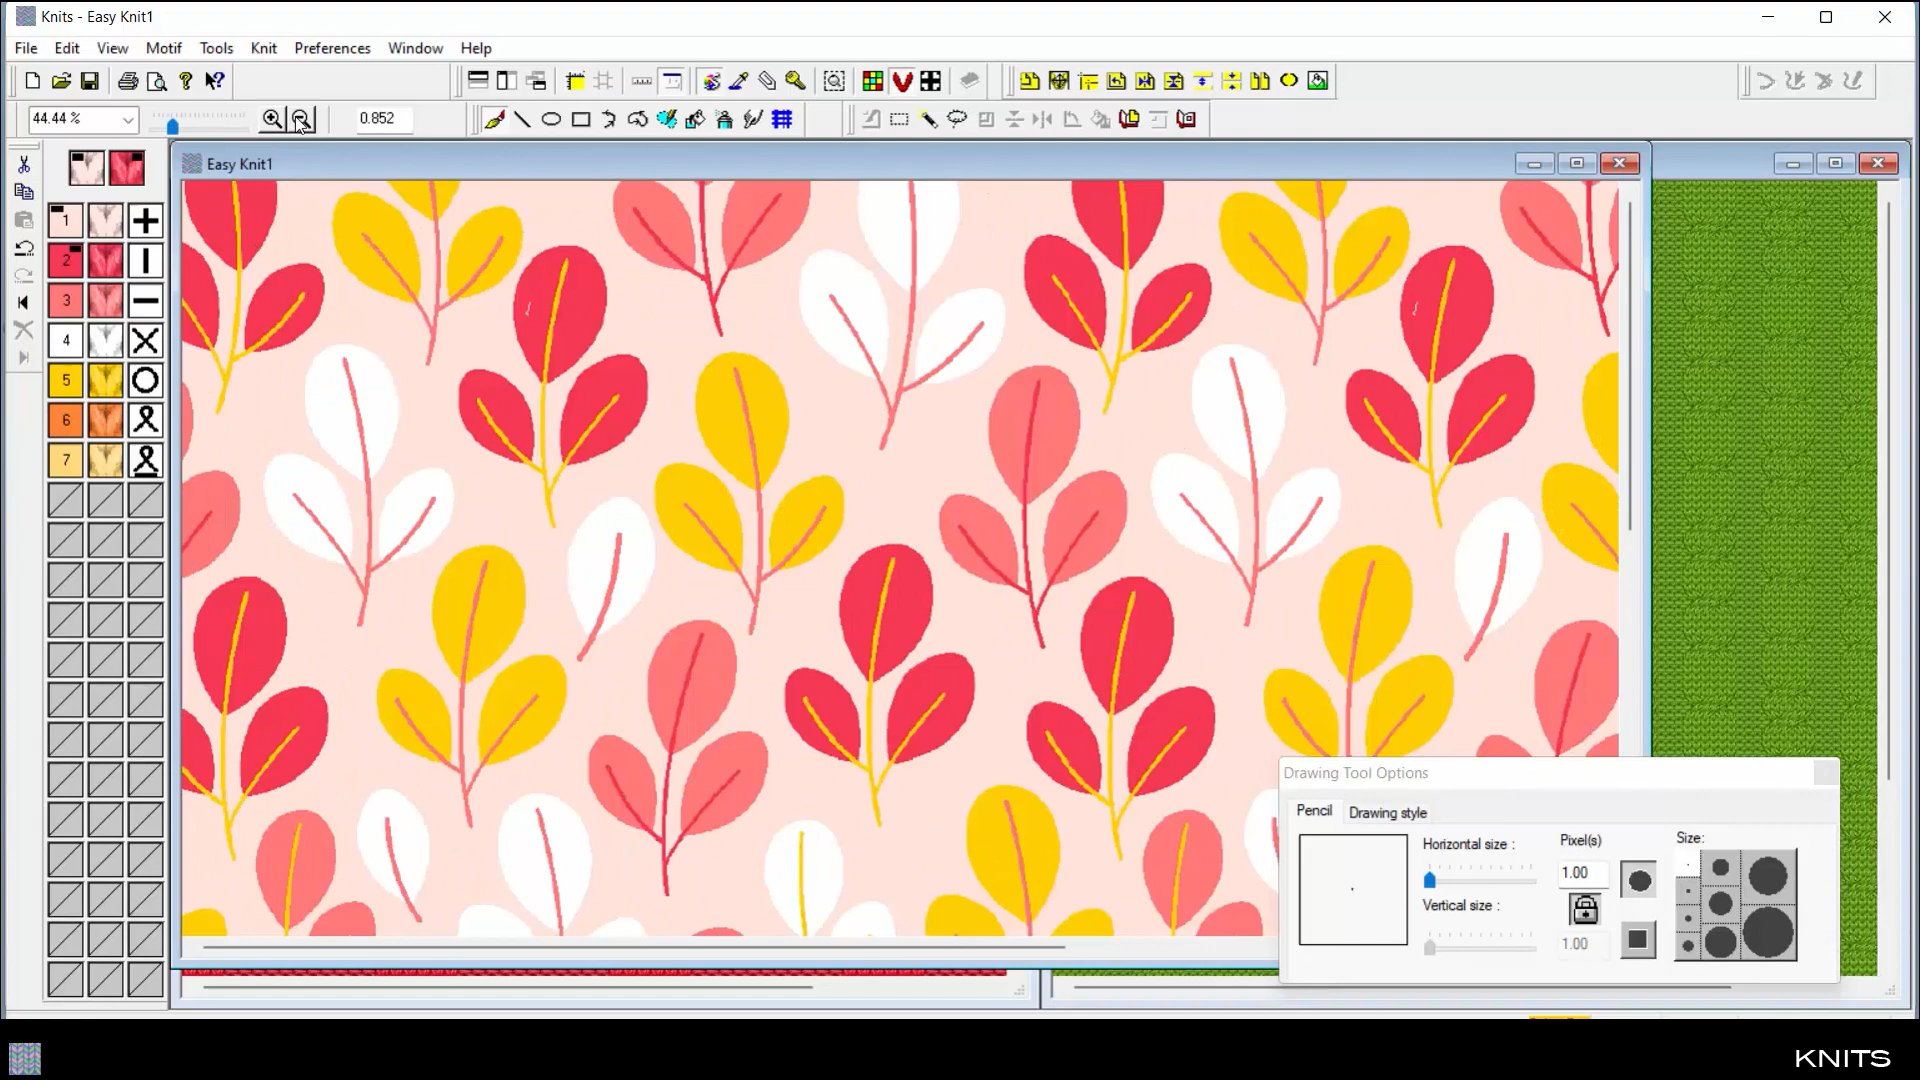 Knits - Easy Knit1
File Edit View Motif Tools Knit Preferences Window Help
44.44 %
0.852
Easy Knit1
1
2
3
4
5
6
7
Drawing Tool Options
Pencil Drawing style
Horizontal size : Pixel(s) Size:
1.00
Vertical size :
1.00
KNITS